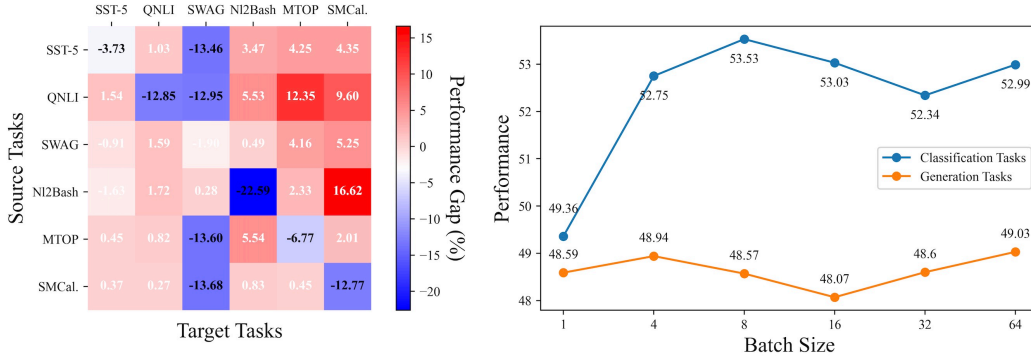 SST-5 QNLI SWAG Nl2Bash MTOP SMCal.
SST-5 -3.73 1.03 -13.46 3.47 4.25 4.35
QNLI 1.54 -12.85 -12.95 5.53 12.35 9.60
SWAG -0.91 1.59 -1.90 0.49 4.16 5.25
Nl2Bash -1.63 1.72 0.28 -22.59 2.33 16.62
MTOP 0.45 0.82 -13.60 5.54 -6.77 2.01
SMCal. 0.37 0.27 -13.68 0.83 0.45 -12.77
Source Tasks
Target Tasks
15
10
5
0
−5
−10
−15
−20
Performance Gap (%)
Performance
53
52
51
50
49
48
49.36
52.75
53.53
53.03
52.34
52.99
48.59
48.94
48.57
48.07
48.6
49.03
Classification Tasks
Generation Tasks
1 4 8 16 32 64
Batch Size